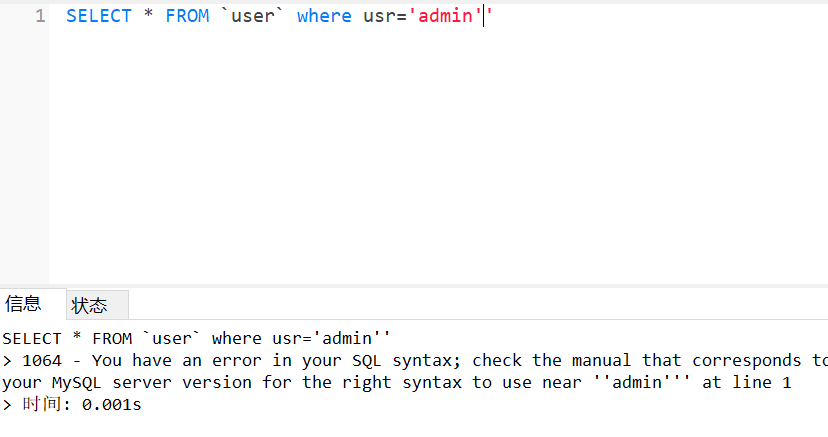 1 SELECT * FROM `user` where usr='admin''
信息 状态
SELECT * FROM `user` where usr='admin''
> 1064 - You have an error in your SQL syntax; check the manual that corresponds to
your MySQL server version for the right syntax to use near ''admin''' at line 1
> 时间: 0.001s